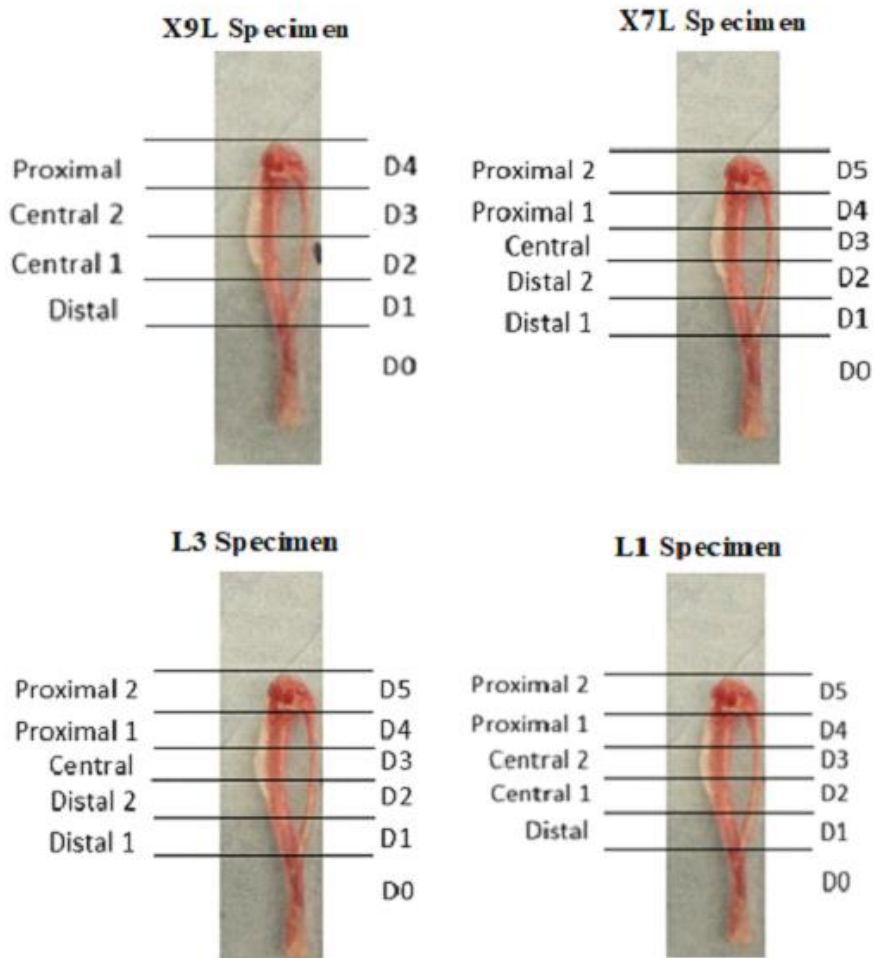 X9L Specimen
Proximal D4
Central 2 D3
Central 1 D2
Distal D1
D0
X7L Specimen
Proximal 2 D5
Proximal 1 D4
Central D3
Distal 2 D2
Distal 1 D1
D0
L3 Specimen
Proximal 2 D5
Proximal 1 D4
Central D3
Distal 2 D2
Distal 1 D1
D0
L1 Specimen
Proximal 2 D5
Proximal 1 D4
Central 2 D3
Central 1 D2
Distal D1
D0